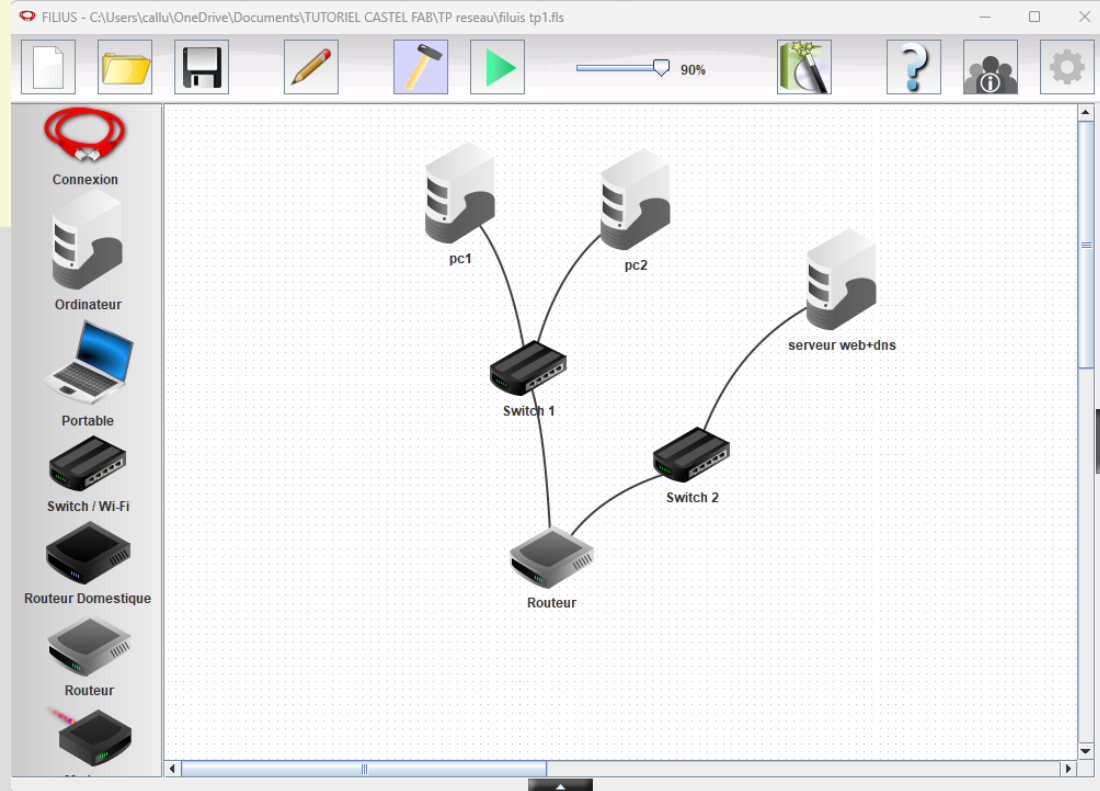 FILIUS - C:\Users\callu\OneDrive\Documents\TUTORIEL CASTEL FAB\TP reseau\filuis tp1.fls
90%
Connexion
Ordinateur
Portable
Switch / Wi-Fi
Routeur Domestique
Routeur
pc1
pc2
serveur web+dns
Switch 1
Switch 2
Routeur